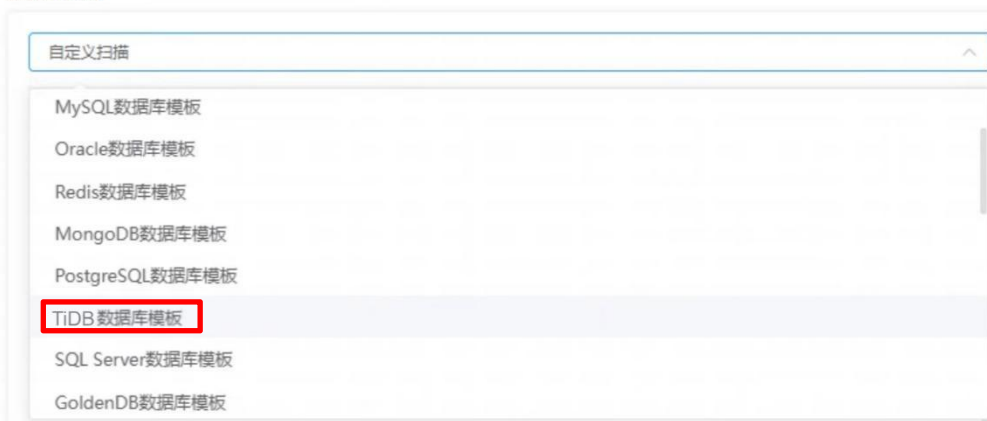 自定义扫描
MySQL数据库模板
Oracle数据库模板
Redis数据库模板
MongoDB数据库模板
PostgreSQL数据库模板
TiDB数据库模板
SQL Server数据库模板
GoldenDB数据库模板